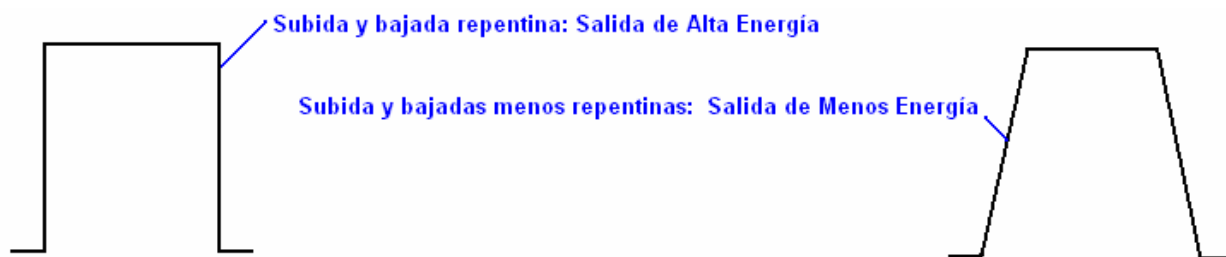 Subida y bajada repentina: Salida de Alta Energía
Subida y bajadas menos repentinas: Salida de Menos Energía